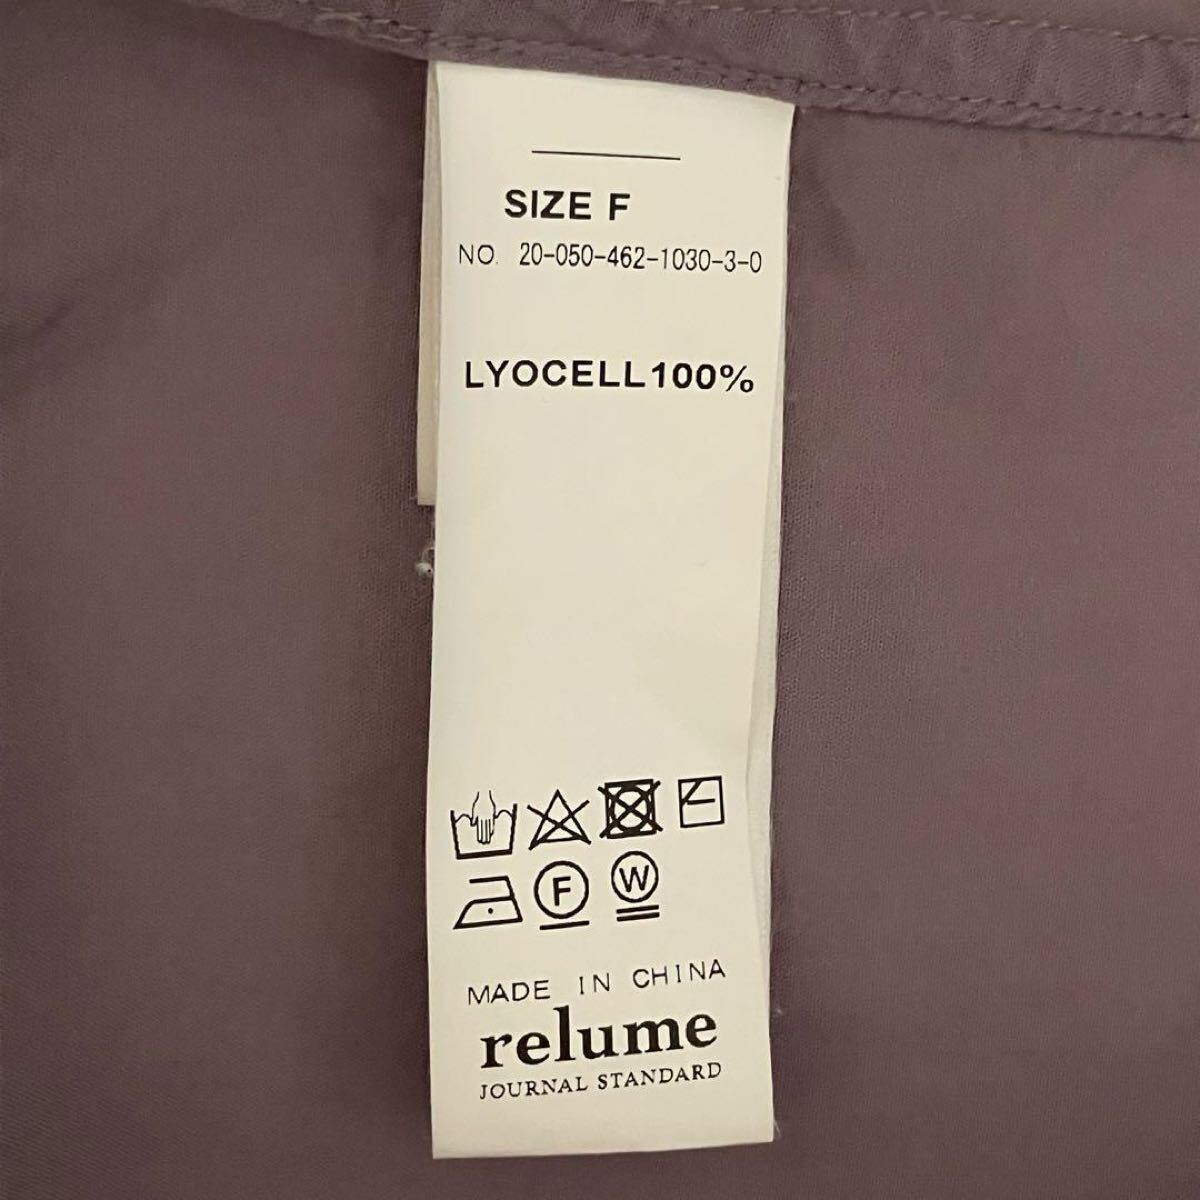 SIZE F
NO. 20-050-462-1030-3-0
LYOCELL100%
F W
MADE IN CHINA
relume
JOURNAL STANDARD